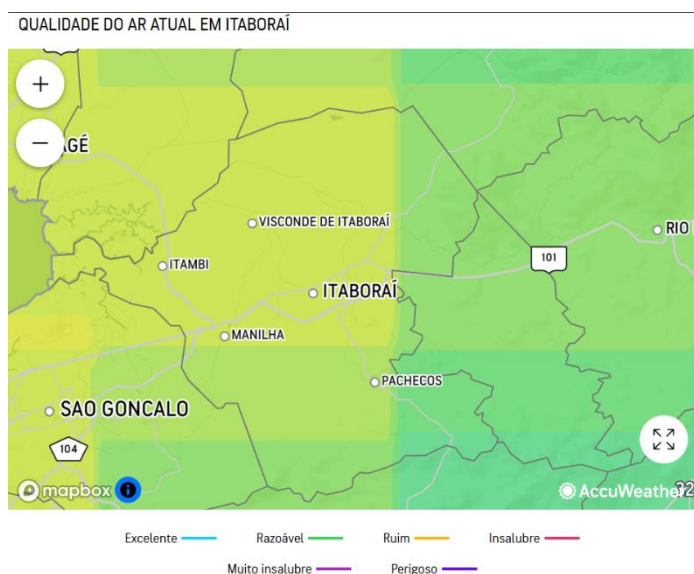 QUALIDADE DO AR ATUAL EM ITABORAÍ
AGÉ
VISCONDE DE ITABORAÍ
RIO
ITAMBI
101
ITABORAÍ
MANILHA
PACHECOS
SAO GONCALO
104
mapbox
AccuWeather
32
Excelente
Razoável
Ruim
Insalubre
Muito insalubre
Perigoso